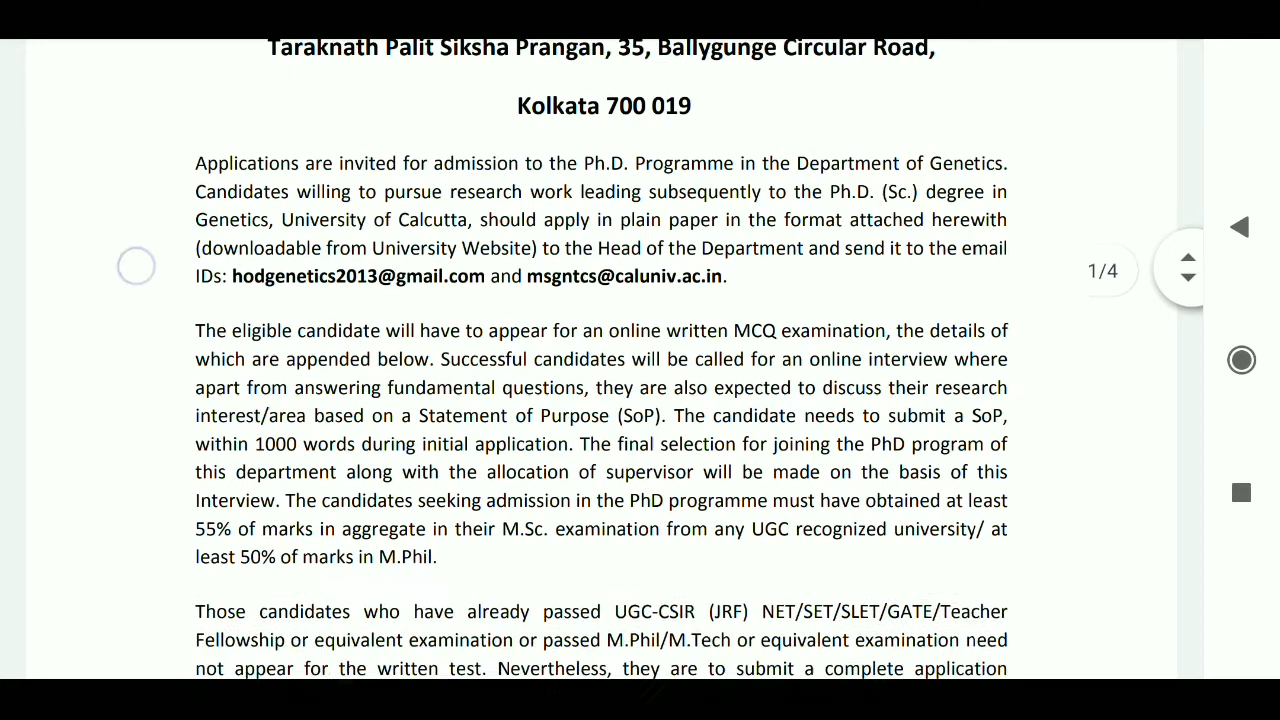 Taraknath Palit Siksha Prangan, 35, Ballygunge Circular Road,
Kolkata 700 019
Applications are invited for admission to the Ph.D. Programme in the Department of Genetics.
Candidates willing to pursue research work leading subsequently to the Ph.D. (Sc.) degree in
Genetics, University of Calcutta, should apply in plain paper in the format attached herewith
(downloadable from University Website) to the Head of the Department and send it to the email
IDs: hodgenetics2013@gmail.com and msgntcs@caluniv.ac.in.
1/4
The eligible candidate will have to appear for an online written MCQ examination, the details of
which are appended below. Successful candidates will be called for an online interview where
apart from answering fundamental questions, they are also expected to discuss their research
interest/area based on a Statement of Purpose (SoP). The candidate needs to submit a SoP,
within 1000 words during initial application. The final selection for joining the PhD program of
this department along with the allocation of supervisor will be made on the basis of this
Interview. The candidates seeking admission in the PhD programme must have obtained at least
55% of marks in aggregate in their M.Sc. examination from any UGC recognized university/ at
least 50% of marks in M.Phil.
Those candidates who have already passed UGC-CSIR (JRF) NET/SET/SLET/GATE/Teacher
Fellowship or equivalent examination or passed M.Phil/M.Tech or equivalent examination need
not appear for the written test. Nevertheless, they are to submit a complete application